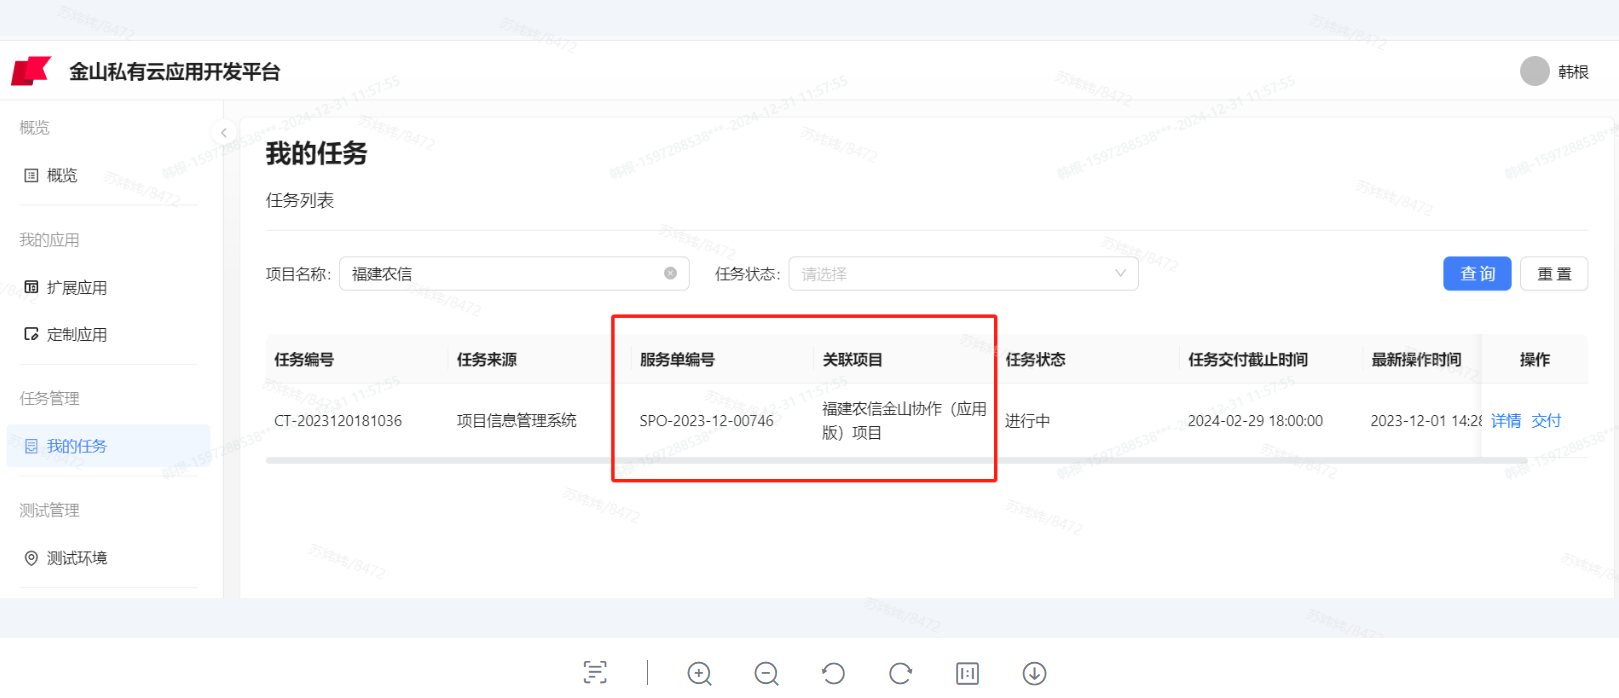 金山私有云应用开发平台
韩根
概览
概览
我的应用
扩展应用
定制应用
任务管理
我的任务
测试管理
测试环境
我的任务
任务列表
项目名称: 福建农信
任务状态: 请选择
查 询 重 置
任务编号 任务来源 服务单编号 关联项目 任务状态 任务交付截止时间 最新操作时间 操作
CT-2023120181036 项目信息管理系统 SPO-2023-12-00746 福建农信金山协作（应用
版）项目 进行中 2024-02-29 18:00:00 2023-12-01 14:28 详情 交付
苏炜炜/8472
韩根-1597288538***-2024-12-31 11:57:55